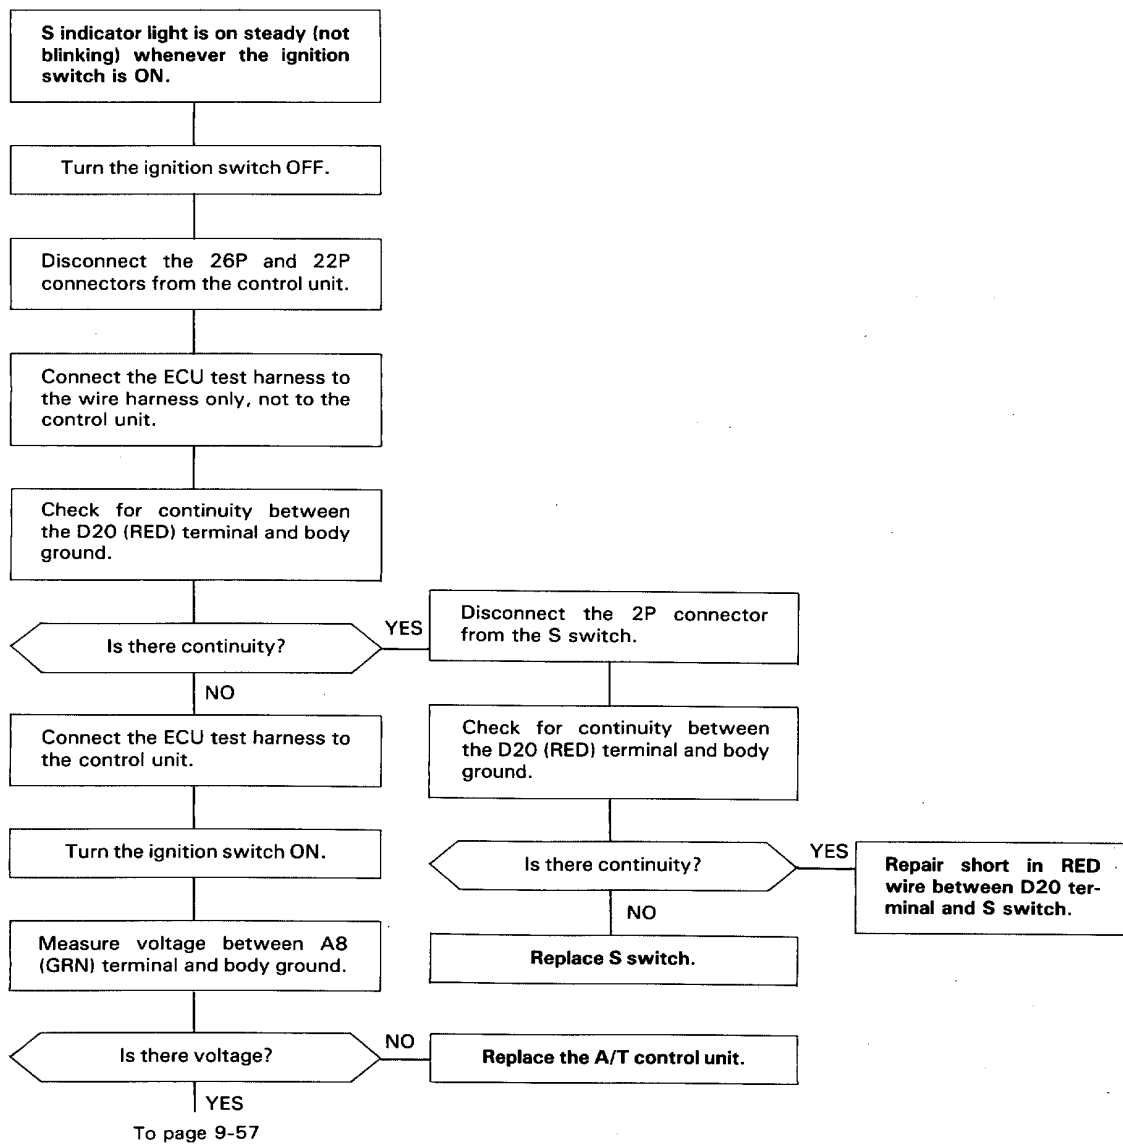 S indicator light is on steady (not
blinking) whenever the ignition
switch is ON.
Turn the ignition switch OFF.
Disconnect the 26P and 22P
connectors from the control unit.
Connect the ECU test harness to
the wire harness only, not to the
control unit.
Check for continuity between
the D20 (RED) terminal and body
ground.
Is there continuity?
YES
Disconnect the 2P connector
from the S switch.
NO
Connect the ECU test harness to
the control unit.
Check for continuity between
the D20 (RED) terminal and body
ground.
Turn the ignition switch ON.
Is there continuity?
YES
Repair short in RED
wire between D20 ter-
minal and S switch.
NO
Measure voltage between A8
(GRN) terminal and body ground.
Replace S switch.
Is there voltage?
NO
Replace the A/T control unit.
YES
To page 9-57